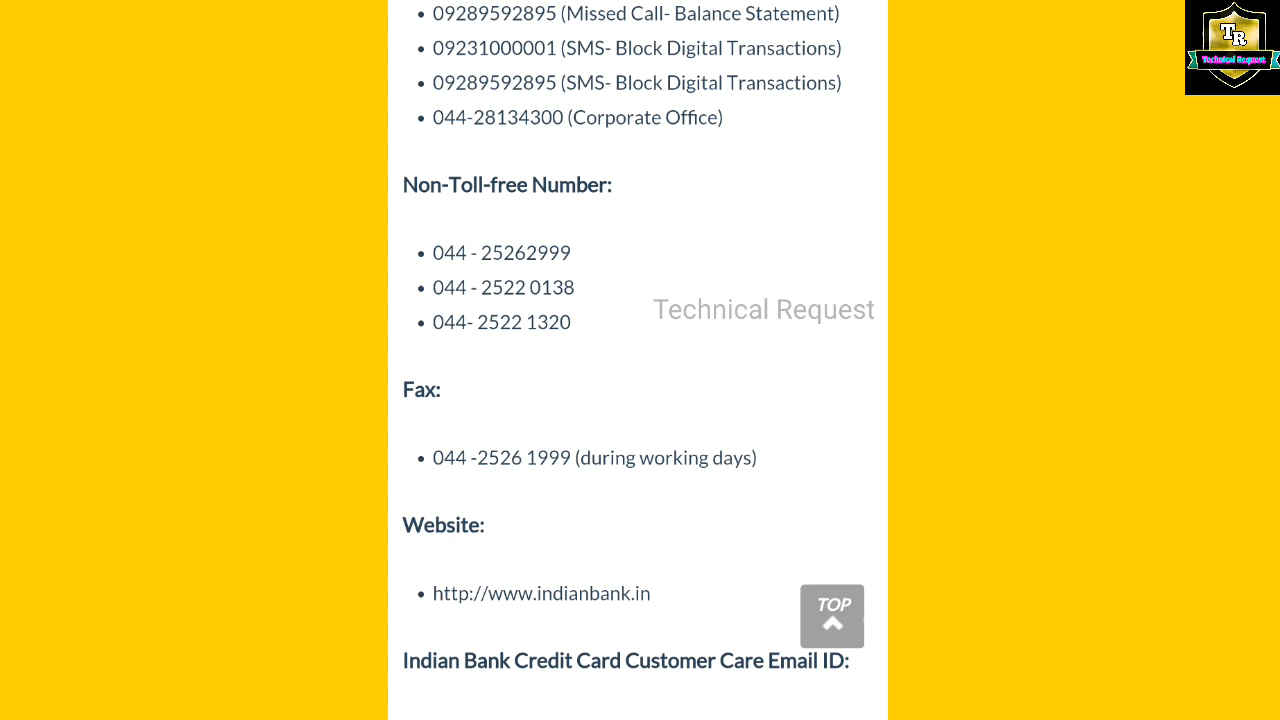 • 09289592895 (Missed Call- Balance Statement)
• 09231000001 (SMS- Block Digital Transactions)
• 09289592895 (SMS- Block Digital Transactions)
• 044-28134300 (Corporate Office)
Non-Toll-free Number:
• 044 - 25262999
• 044 - 2522 0138
• 044- 2522 1320
Fax:
• 044 -2526 1999 (during working days)
Website:
• http://www.indianbank.in
Indian Bank Credit Card Customer Care Email ID:
TOP
Technical Request
TR
Technical Request